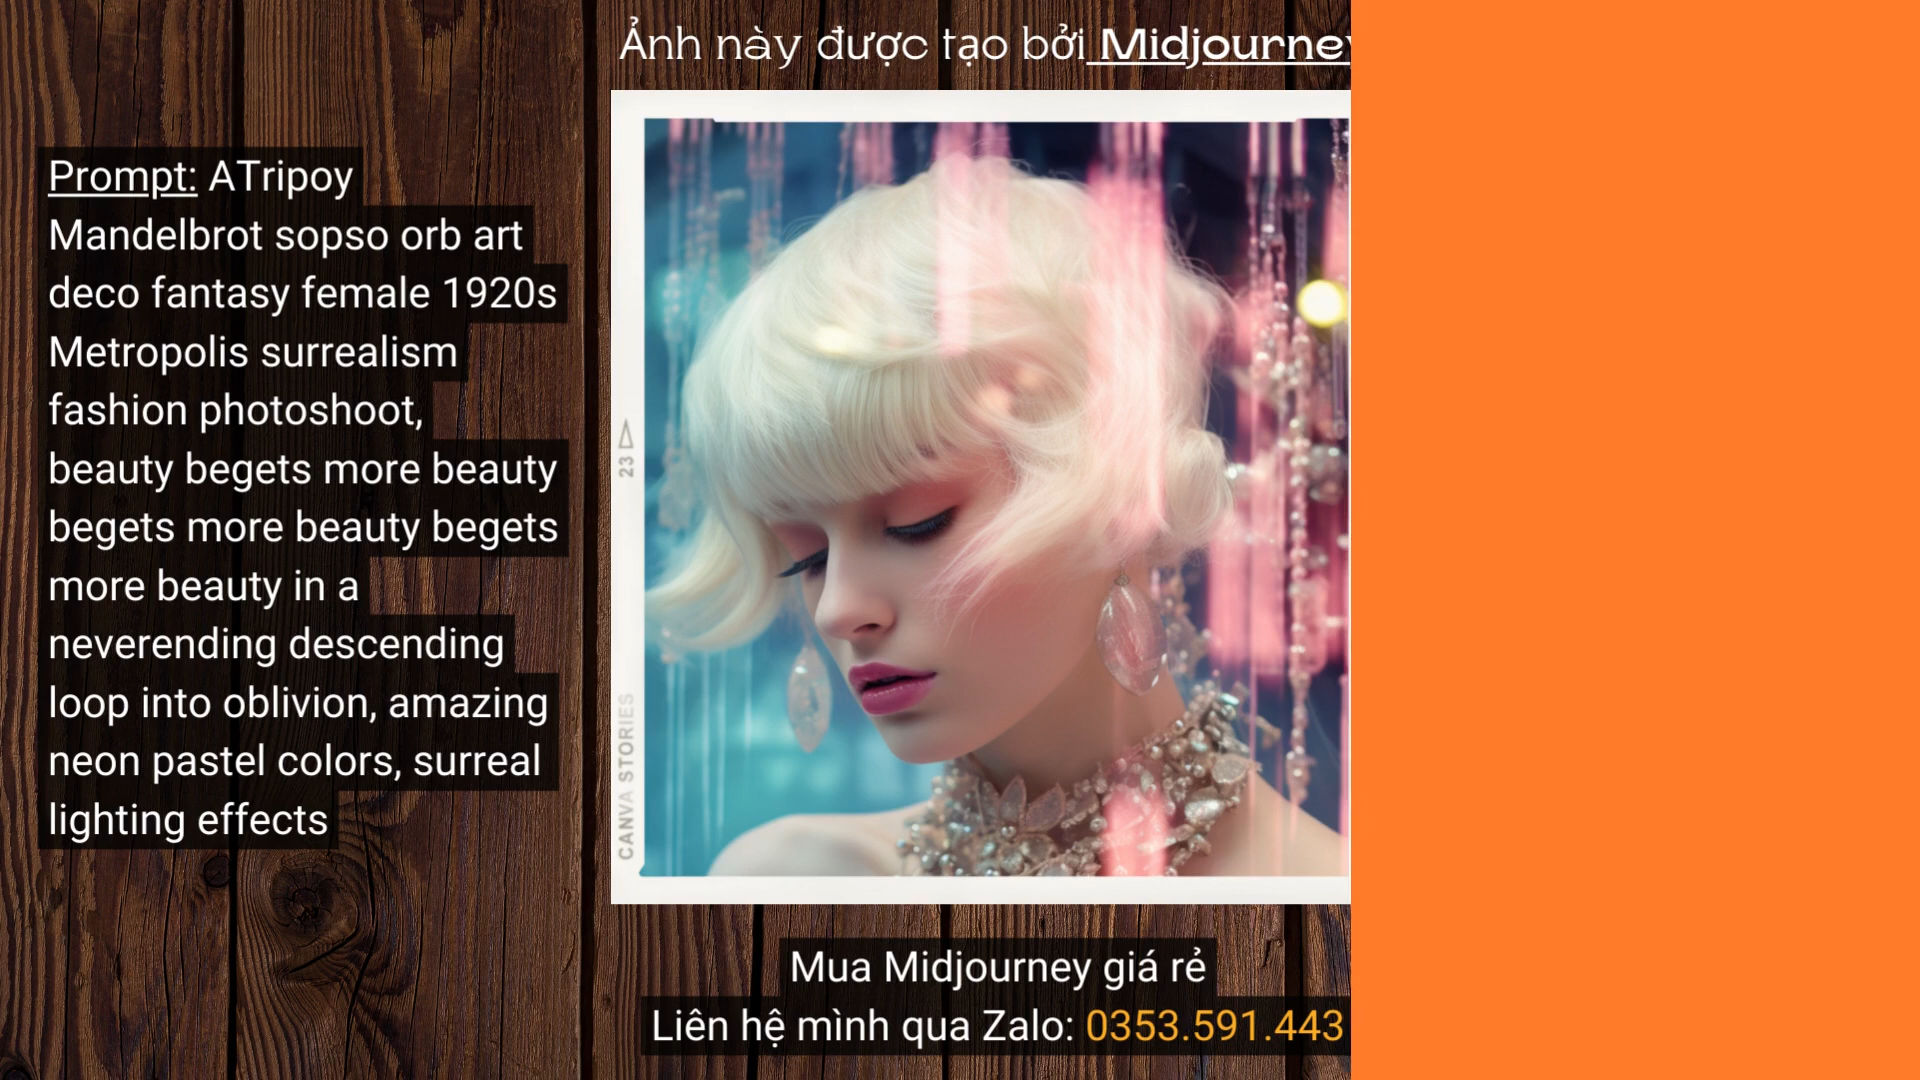 Ảnh này được tạo bởi Midjourney
Prompt: ATripoy
Mandelbrot sopso orb art
deco fantasy female 1920s
Metropolis surrealism
fashion photoshoot,
beauty begets more beauty
begets more beauty begets
more beauty in a
neverending descending
loop into oblivion, amazing
neon pastel colors, surreal
lighting effects
23
CANVA STORIES
Mua Midjourney giá rẻ
Liên hệ mình qua Zalo: 0353.591.443